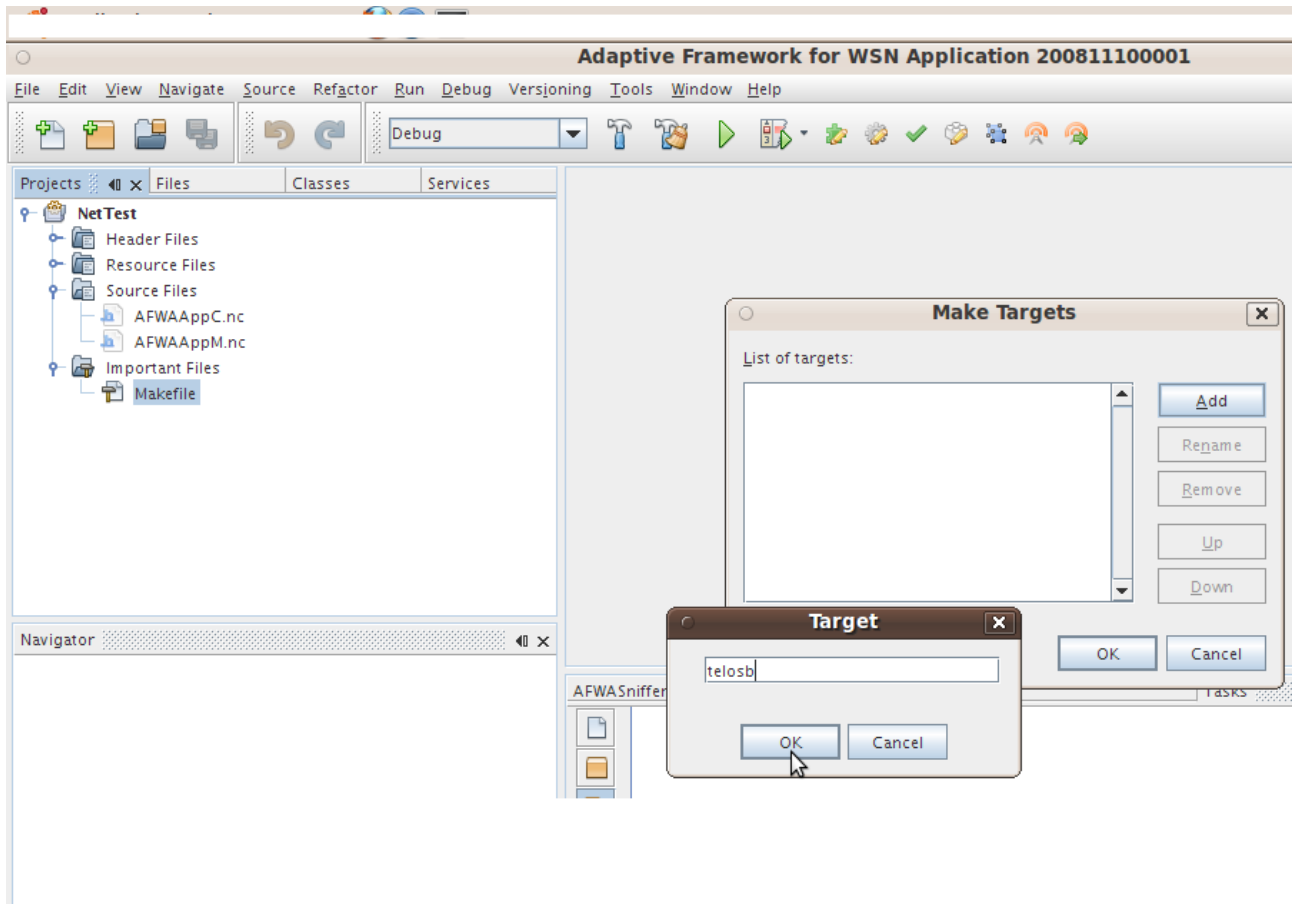 Adaptive Framework for WSN Application 200811100001
File Edit View Navigate Source Refactor Run Debug Versioning Tools Window Help
Debug
Projects Files Classes Services
NetTest
Header Files
Resource Files
Source Files
AFWAAppC.nc
AFWAAppM.nc
Important Files
Makefile
Make Targets
List of targets:
Add
Rename
Remove
Up
Down
OK Cancel
Target
telosb
OK Cancel
Navigator
AFWASniffer
Tasks